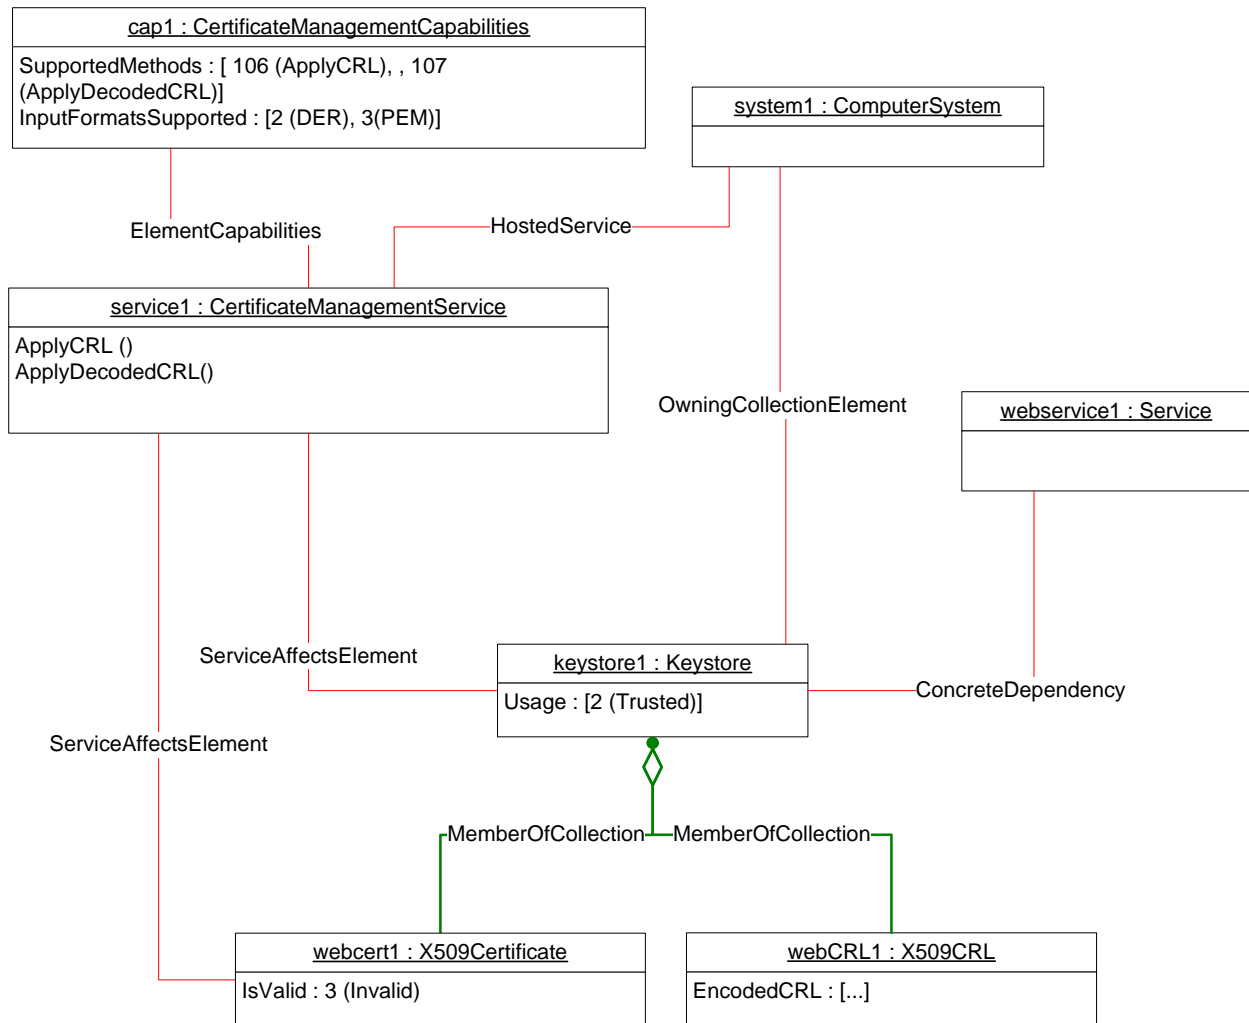 cap1 : CertificateManagementCapabilities
SupportedMethods : [ 106 (ApplyCRL), , 107
(ApplyDecodedCRL)]
InputFormatsSupported : [2 (DER), 3(PEM)]
system1 : ComputerSystem
ElementCapabilities
HostedService
service1 : CertificateManagementService
ApplyCRL ()
ApplyDecodedCRL()
OwningCollectionElement
webservice1 : Service
ServiceAffectsElement
keystore1 : Keystore
Usage : [2 (Trusted)]
ConcreteDependency
ServiceAffectsElement
MemberOfCollection
MemberOfCollection
webcert1 : X509Certificate
IsValid : 3 (Invalid)
webCRL1 : X509CRL
EncodedCRL : [...]